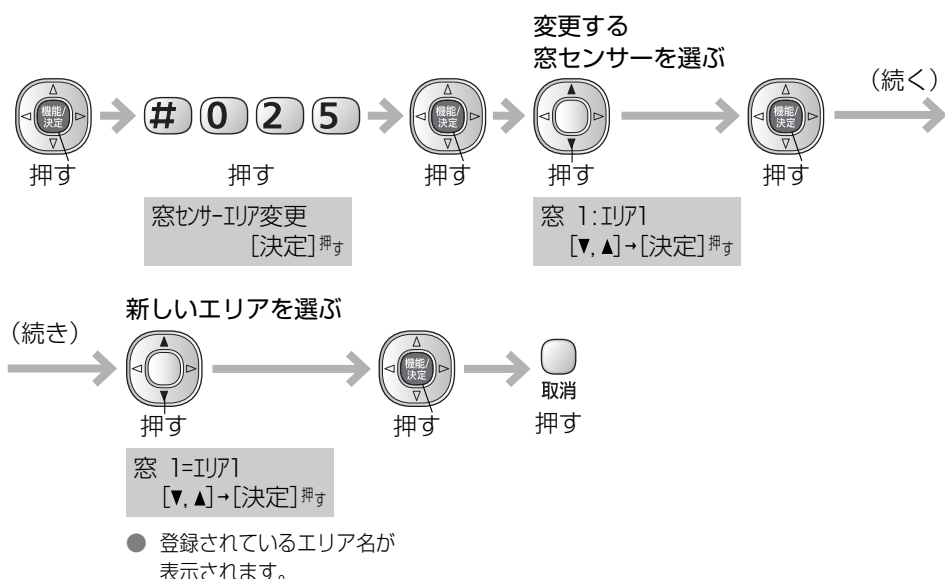 変更する
窓センサーを選ぶ
(続く)
機能/
決定
# 0 2 5
機能/
決定
機能/
決定
押す
押す
押す
押す
押す
窓センサーエリア変更
[決定]押す
窓 1:エリア1
[▼,▲]→[決定]押す
(続き)
新しいエリアを選ぶ
機能/
決定
取消
押す
押す
押す
窓 1=エリア1
[▼,▲]→[決定]押す
● 登録されているエリア名が
表示されます。